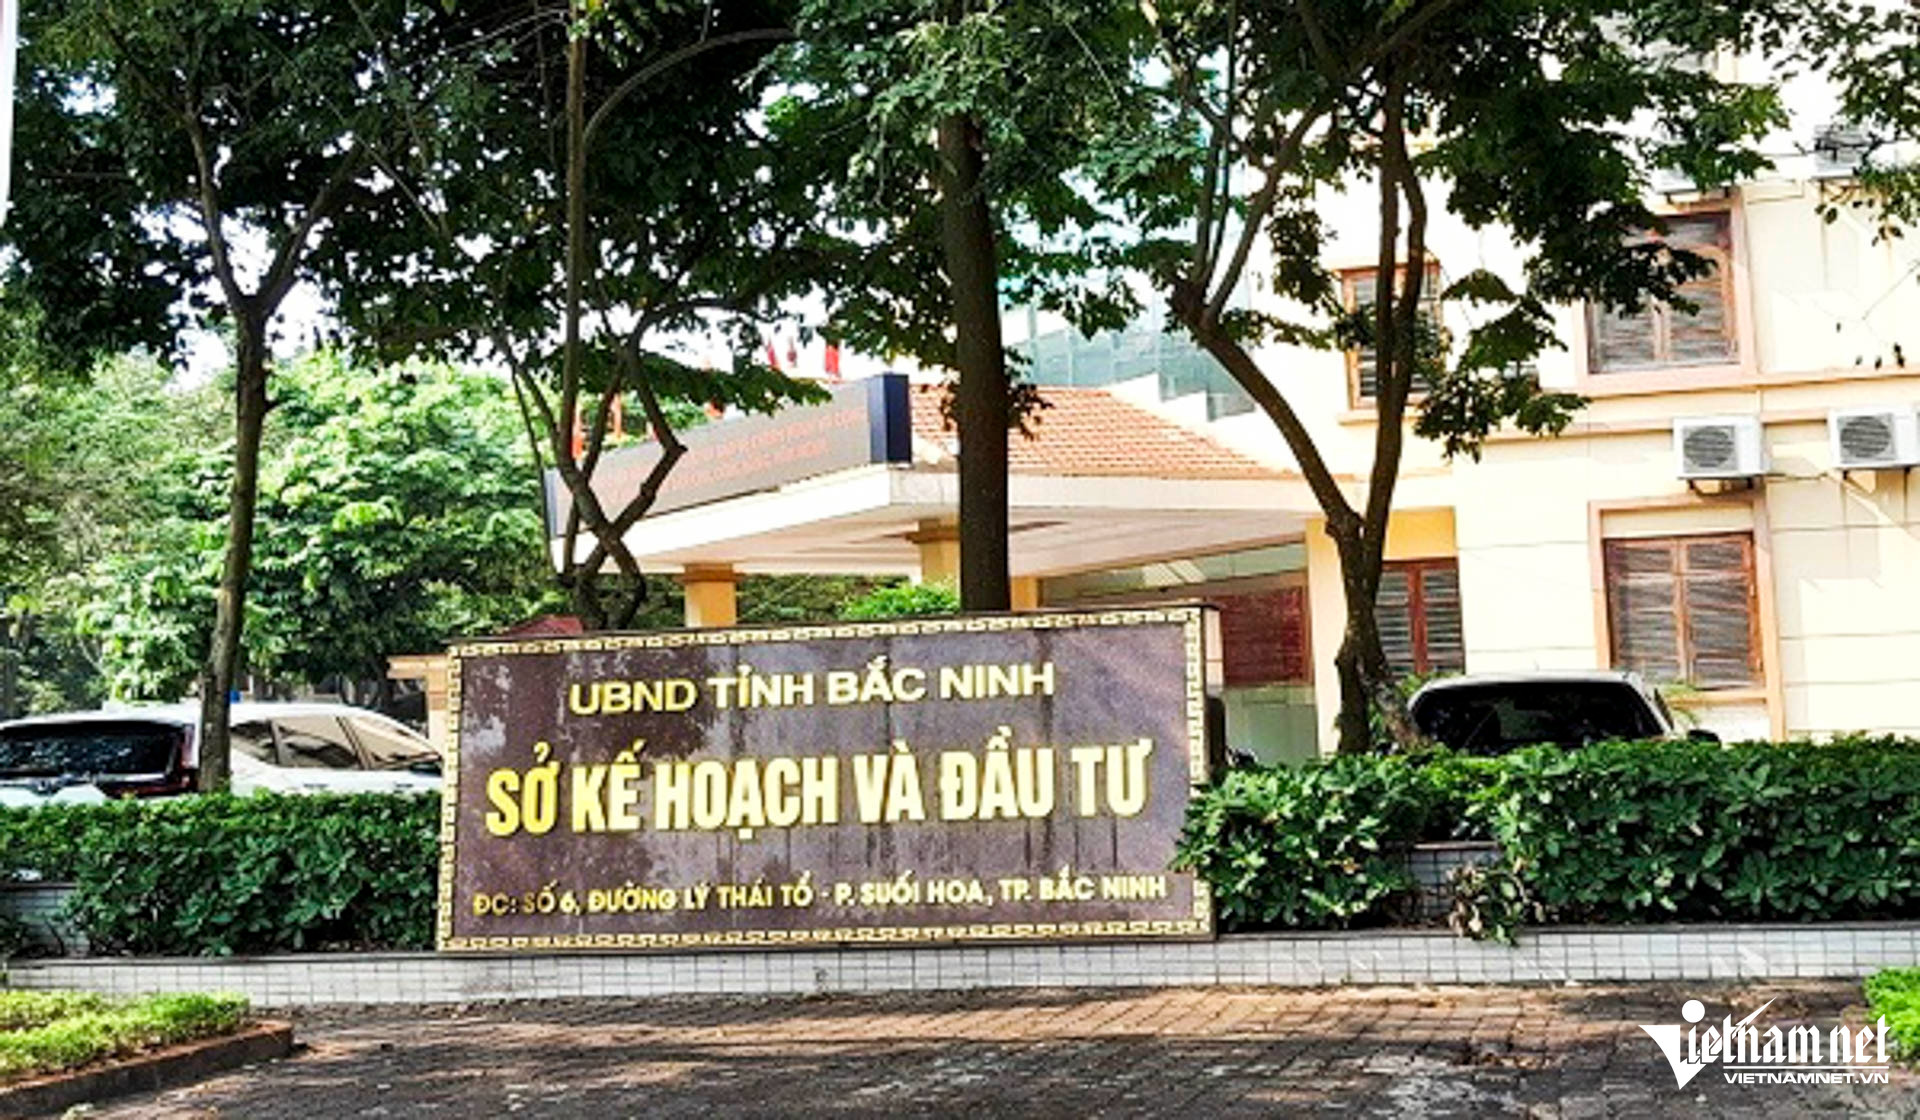 UBND TỈNH BẮC NINH
SỞ KẾ HOẠCH VÀ ĐẦU TƯ
ĐC: SỐ 6, ĐƯỜNG LÝ THÁI TỔ - P. SUỐI HOA, TP. BẮC NINH
Vietnamnet
VIETNAMNET.VN